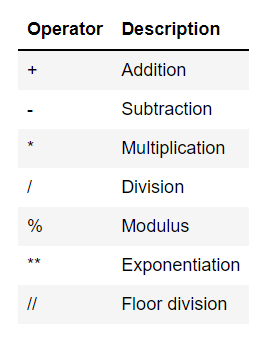 Operator Description
+ Addition
- Subtraction
* Multiplication
/ Division
% Modulus
** Exponentiation
// Floor division